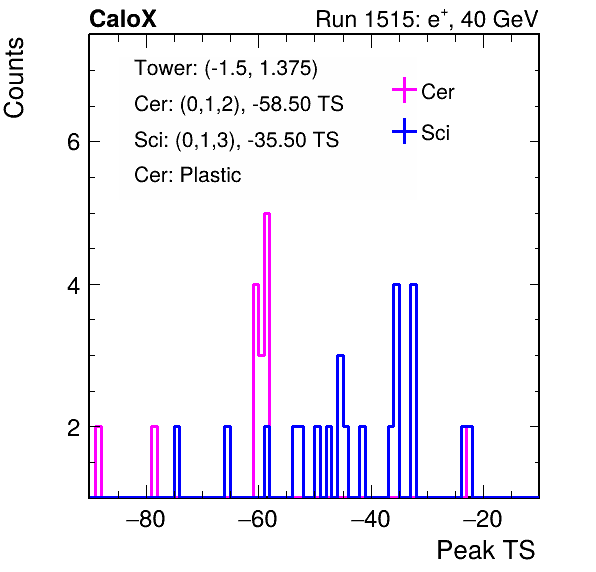 CaloX Run 1515: e+, 40 GeV
Counts
Tower: (-1.5, 1.375)
Cer: (0,1,2), -58.50 TS
Sci: (0,1,3), -35.50 TS
Cer: Plastic
Cer
Sci
6
4
2
−80 −60 −40 −20
Peak TS